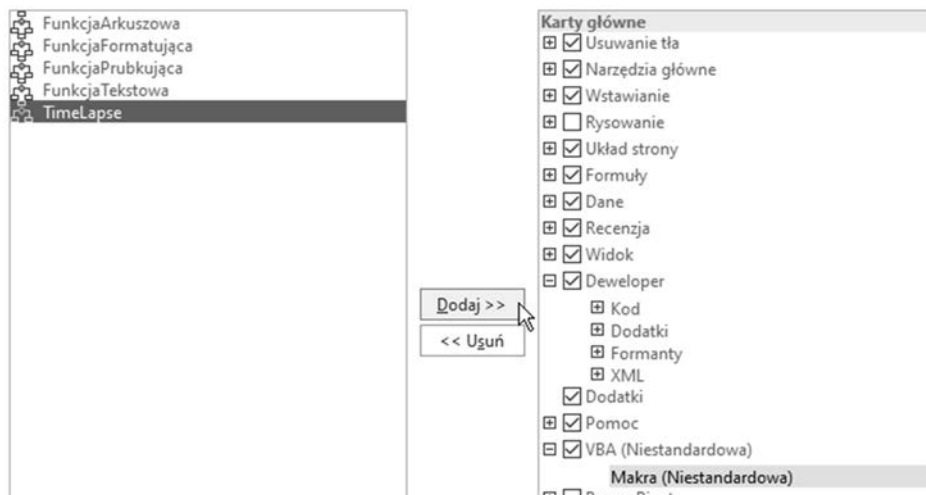 FunkcjaArkuszowa
FunkcjaFormatująca
FunkcjaPrubkująca
FunkcjaTekstowa
TimeLapse
Dodaj >>
<< Usuń
Karty główne
Usuwanie tła
Narzędzia główne
Wstawianie
Rysowanie
Układ strony
Formuły
Dane
Recenzja
Widok
Deweloper
Kod
Dodatki
Formanty
XML
Dodatki
Pomoc
VBA (Niestandardowa)
Makra (Niestandardowa)